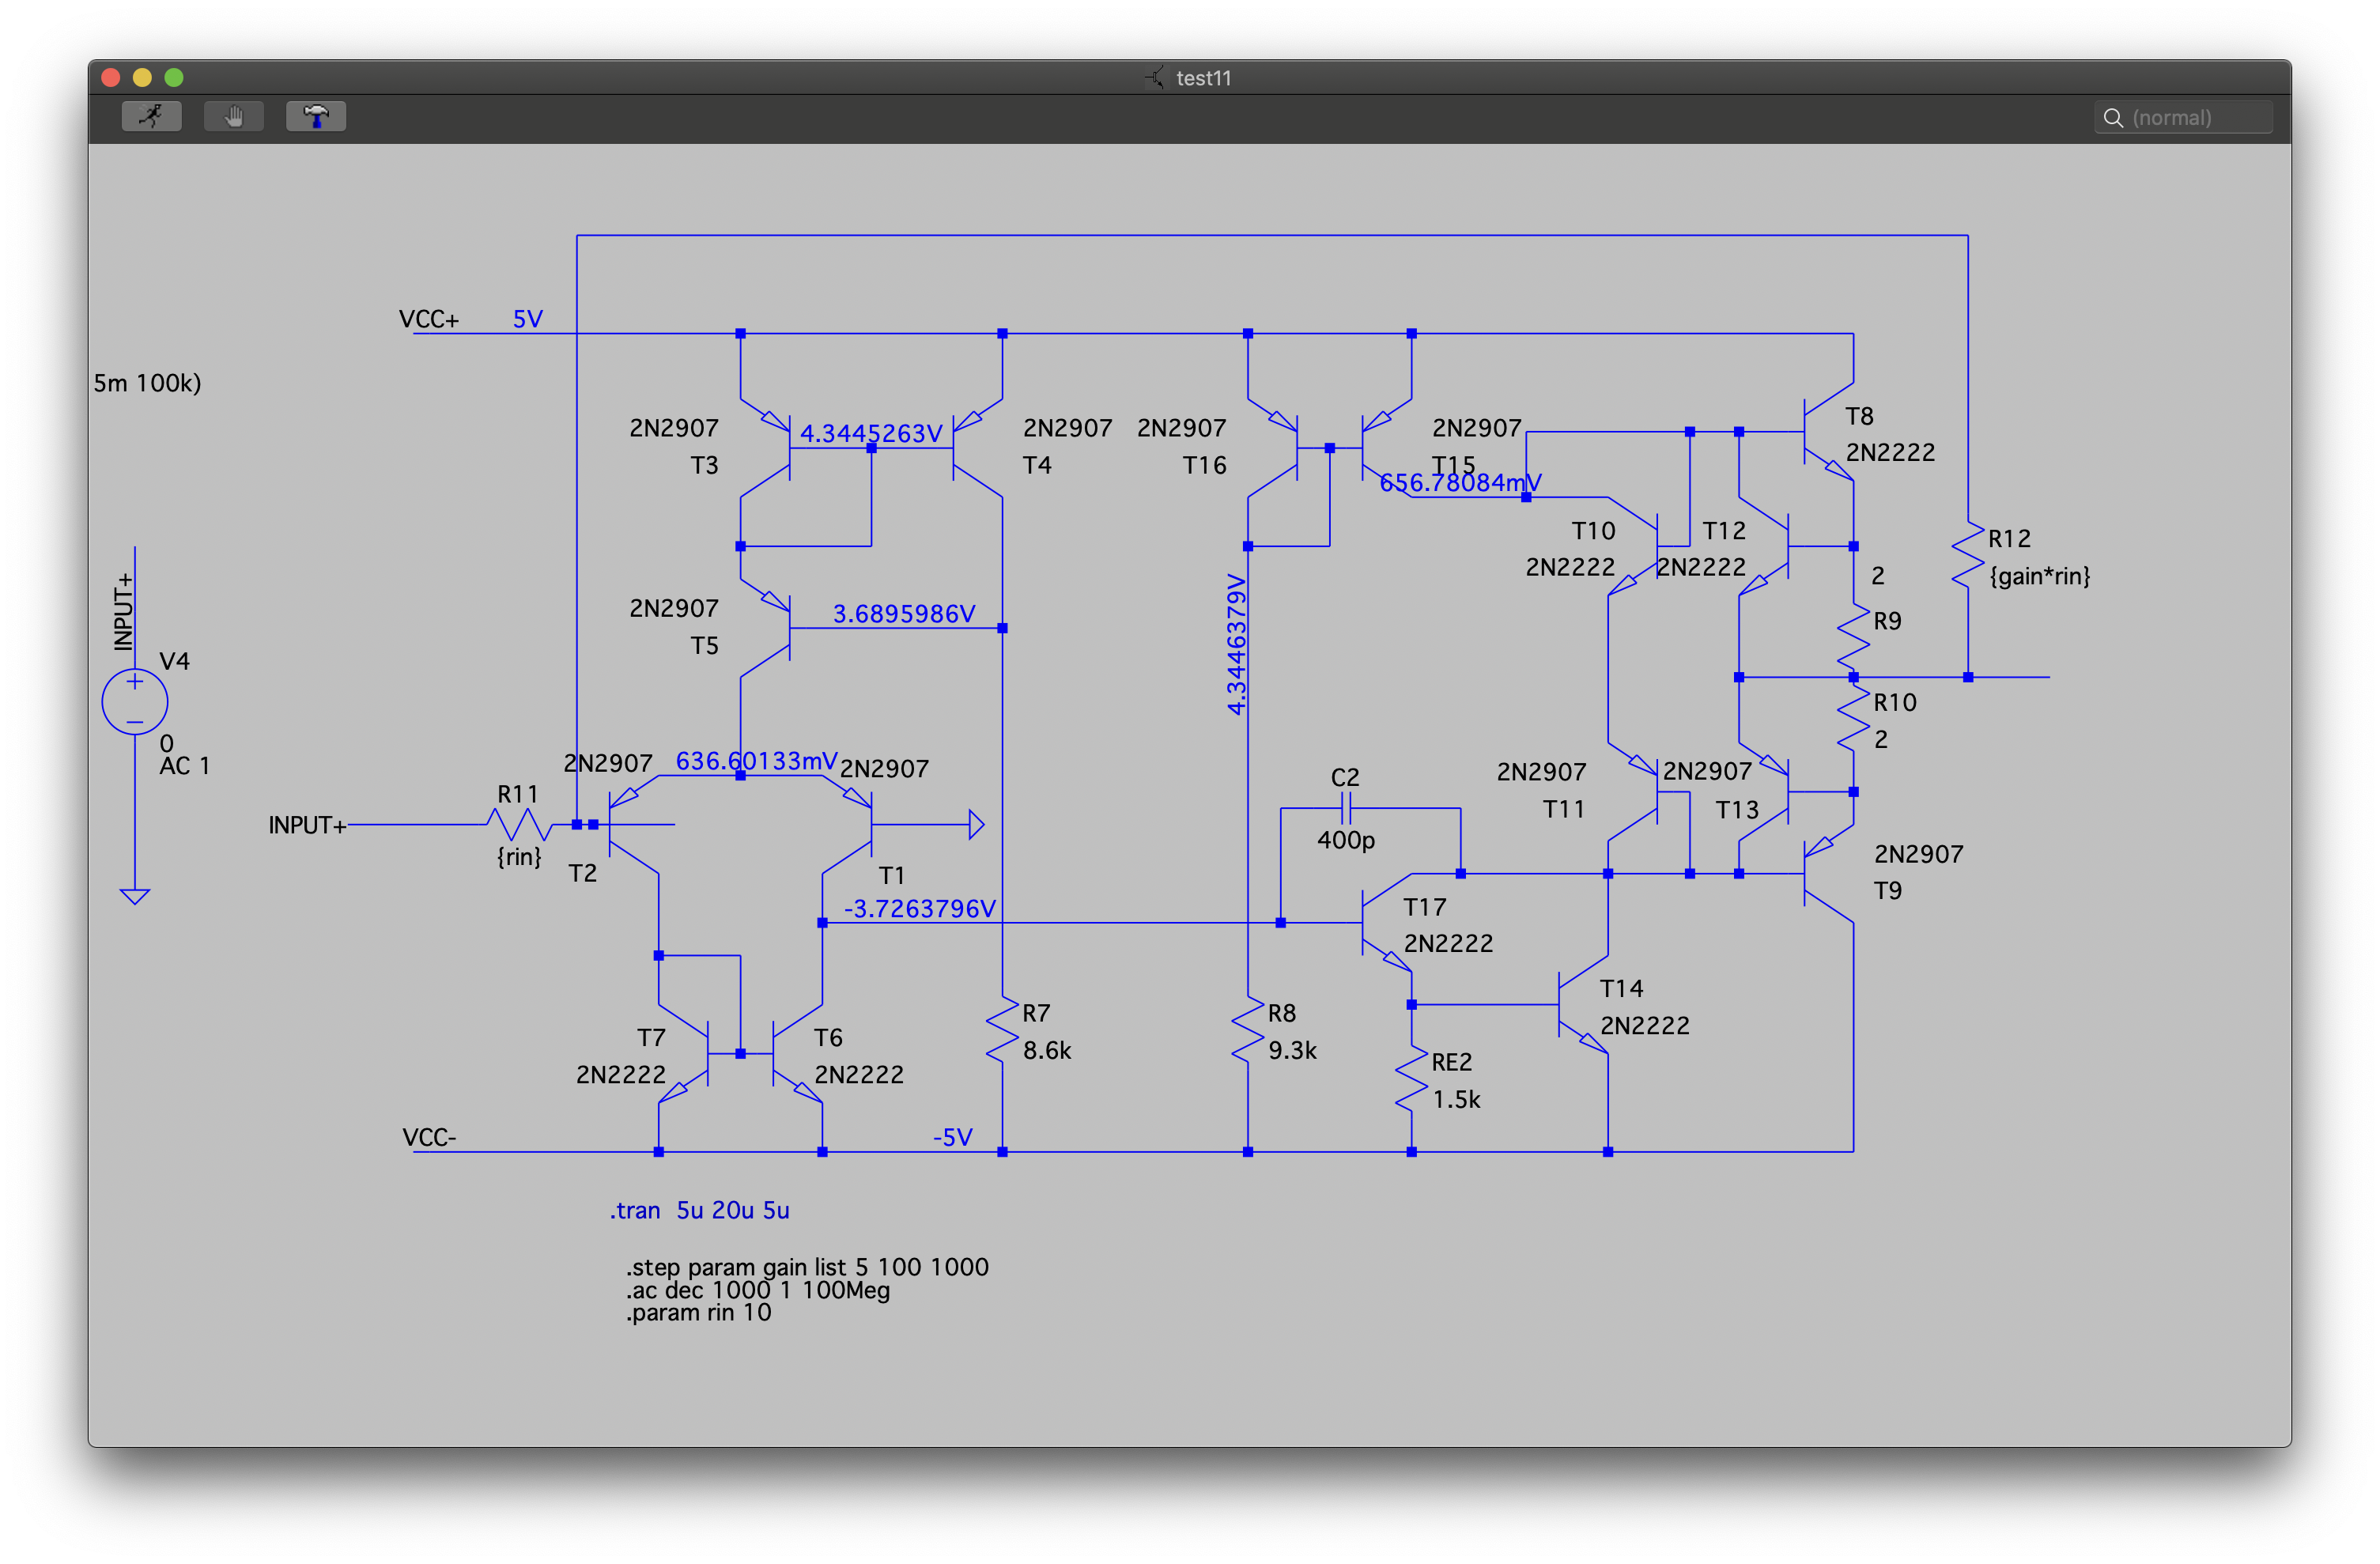 test11
(normal)
VCC+
5V
5m 100k)
2N2907
T3
4.3445263V
2N2907
T4
2N2907
T16
2N2907
T15
656.78084mV
T8
2N2222
T10
2N2222
T12
2N2222
2
R9
R12
{gain*rin}
2N2907
T5
3.6895986V
4.3446379V
INPUT+
V4
0
AC 1
R10
2
2N2907
636.60133mV
2N2907
R11
INPUT+
{rin}
T2
T1
C2
400p
2N2907
T11
2N2907
T13
2N2907
T9
-3.7263796V
T17
2N2222
T14
2N2222
T7
2N2222
T6
2N2222
R7
8.6k
R8
9.3k
RE2
1.5k
VCC-
-5V
.tran 5u 20u 5u
.step param gain list 5 100 1000
.ac dec 1000 1 100Meg
.param rin 10